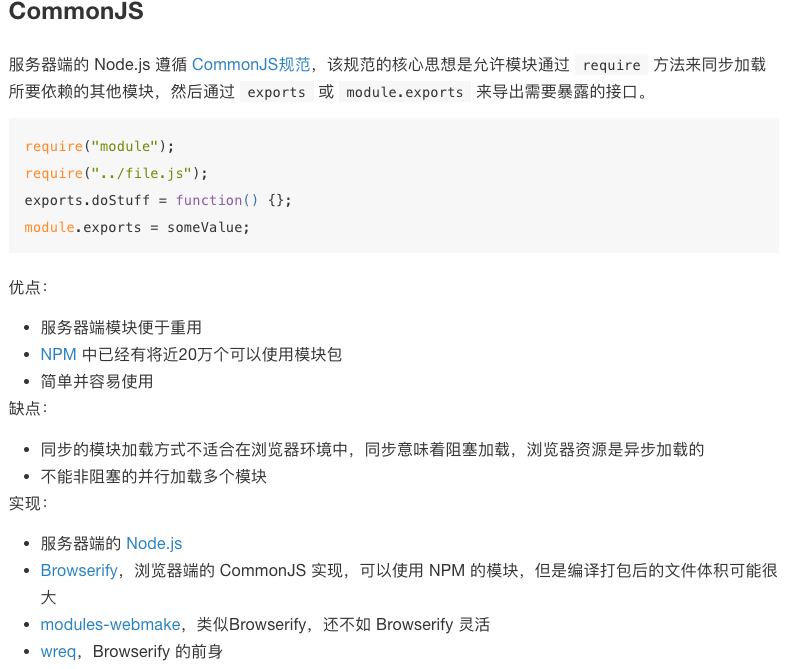 CommonJS
服务器端的 Node.js 遵循 CommonJS规范，该规范的核心思想是允许模块通过 require 方法来同步加载
所要依赖的其他模块，然后通过 exports 或 module.exports 来导出需要暴露的接口。
require("module");
require("../file.js");
exports.doStuff = function() {};
module.exports = someValue;
优点：
• 服务器端模块便于重用
• NPM 中已经有将近20万个可以使用模块包
• 简单并容易使用
缺点：
• 同步的模块加载方式不适合在浏览器环境中，同步意味着阻塞加载，浏览器资源是异步加载的
• 不能非阻塞的并行加载多个模块
实现：
• 服务器端的 Node.js
• Browserify，浏览器端的 CommonJS 实现，可以使用 NPM 的模块，但是编译打包后的文件体积可能很
大
• modules-webmake，类似Browserify，还不如 Browserify 灵活
• wreq，Browserify 的前身